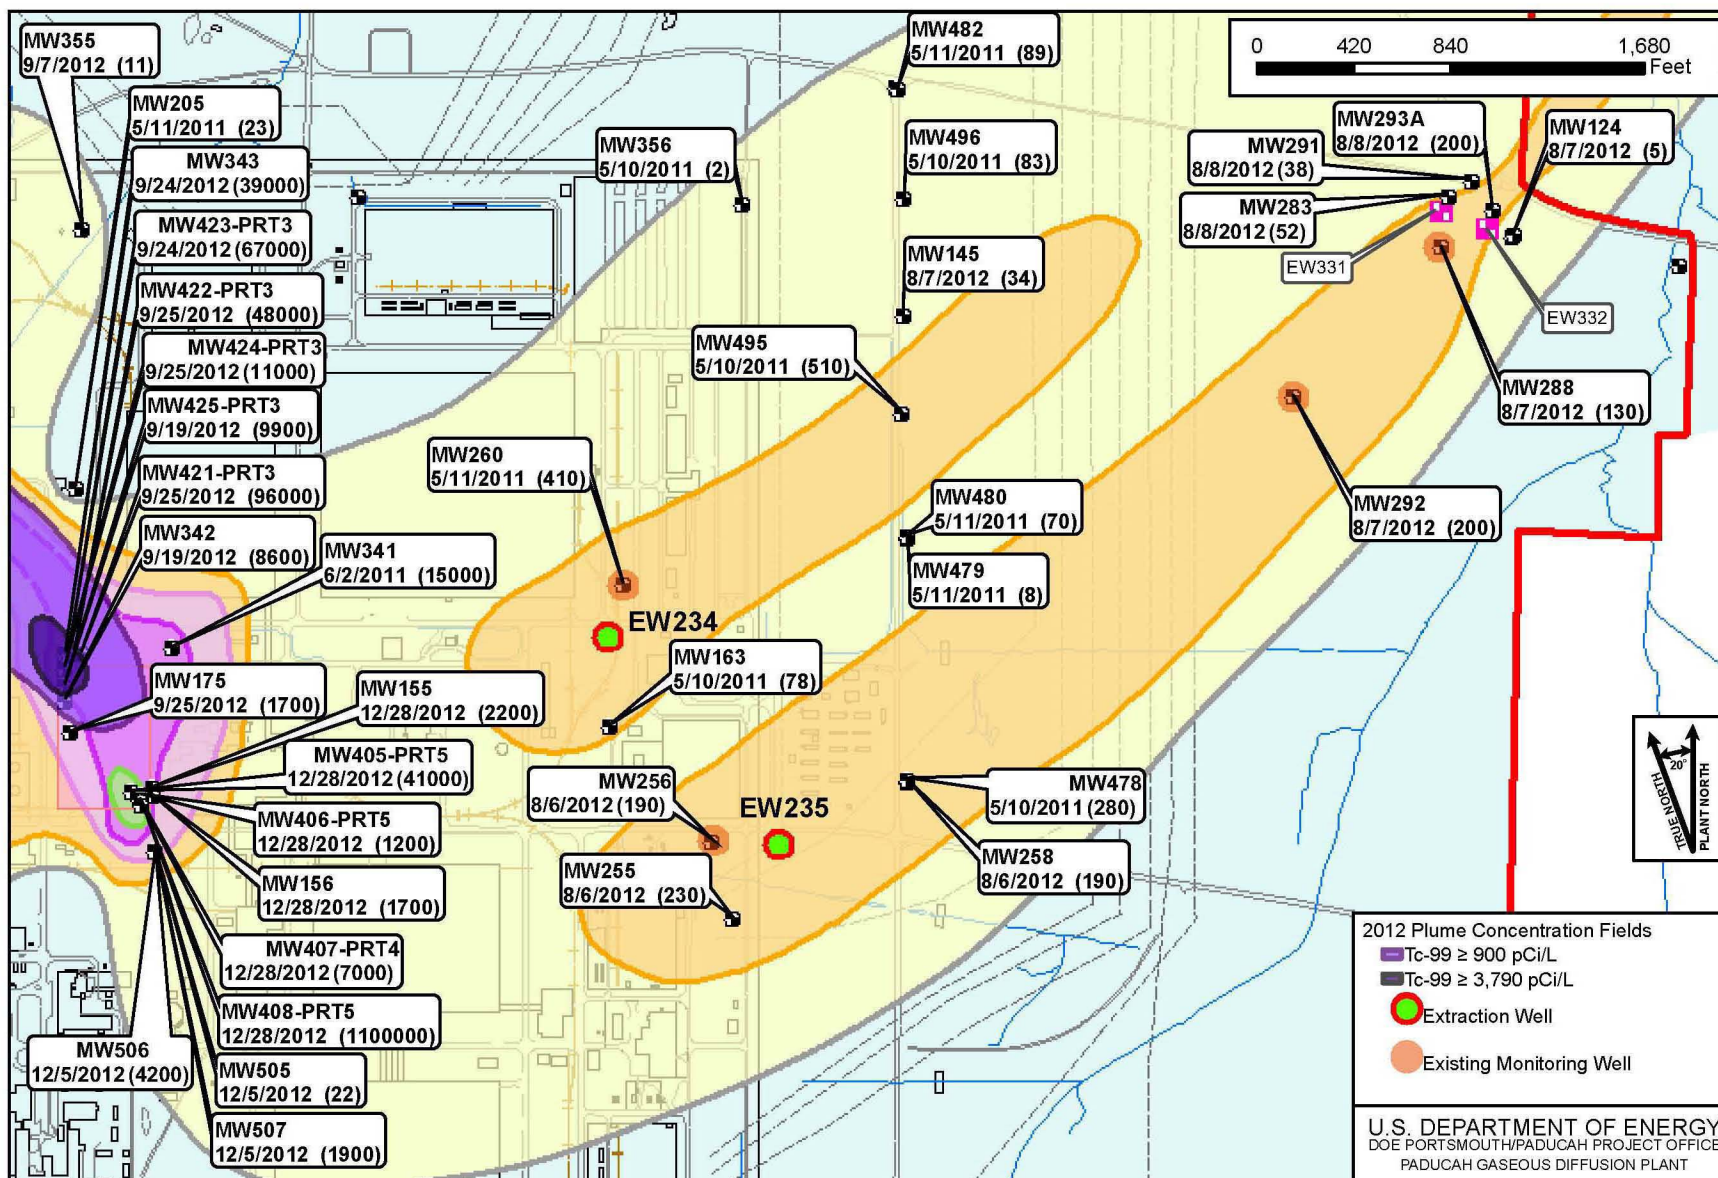 MW355
9/7/2012 (11)
MW205
5/11/2011 (23)
MW343
9/24/2012 (39000)
MW423-PRT3
9/24/2012 (67000)
MW422-PRT3
9/25/2012 (48000)
MW424-PRT3
9/25/2012 (11000)
MW425-PRT3
9/19/2012 (9900)
MW421-PRT3
9/25/2012 (96000)
MW342
9/19/2012 (8600)
MW341
6/2/2011 (15000)
MW175
9/25/2012 (1700)
MW155
12/28/2012 (2200)
MW405-PRT5
12/28/2012 (41000)
MW406-PRT5
12/28/2012 (1200)
MW156
12/28/2012 (1700)
MW407-PRT4
12/28/2012 (7000)
MW408-PRT5
12/28/2012 (1100000)
MW506
12/5/2012 (4200)
MW505
12/5/2012 (22)
MW507
12/5/2012 (1900)
MW356
5/10/2011 (2)
MW482
5/11/2011 (89)
MW496
5/10/2011 (83)
MW145
8/7/2012 (34)
MW495
5/10/2011 (510)
MW260
5/11/2011 (410)
EW234
MW163
5/10/2011 (78)
MW480
5/11/2011 (70)
MW479
5/11/2011 (8)
MW256
8/6/2012 (190)
EW235
MW255
8/6/2012 (230)
MW478
5/10/2011 (280)
MW258
8/6/2012 (190)
0 420 840 1,680
Feet
MW293A
8/8/2012 (200)
MW291
8/8/2012 (38)
MW124
8/7/2012 (5)
MW283
8/8/2012 (52)
EW331
EW332
MW288
8/7/2012 (130)
MW292
8/7/2012 (200)
TRUE NORTH
20°
PLANT NORTH
2012 Plume Concentration Fields
Tc-99 ≥ 900 pCi/L
Tc-99 ≥ 3,790 pCi/L
Extraction Well
Existing Monitoring Well
U.S. DEPARTMENT OF ENERGY
DOE PORTSMOUTH/PADUCAH PROJECT OFFICE
PADUCAH GASEOUS DIFFUSION PLANT